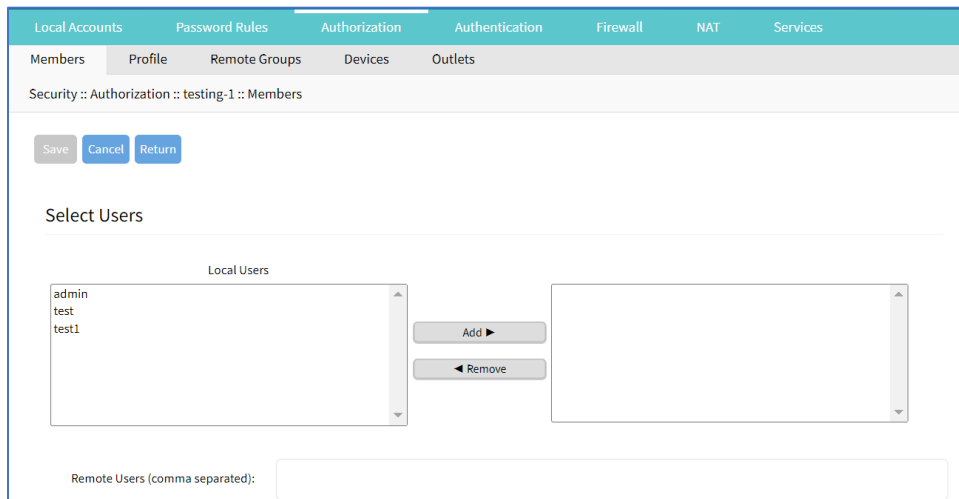 Local Accounts Password Rules Authorization Authentication Firewall NAT Services
Members Profile Remote Groups Devices Outlets
Security :: Authorization :: testing-1 :: Members
Save Cancel Return
Select Users
Local Users
admin
test
test1
Add ►
◄ Remove
Remote Users (comma separated):